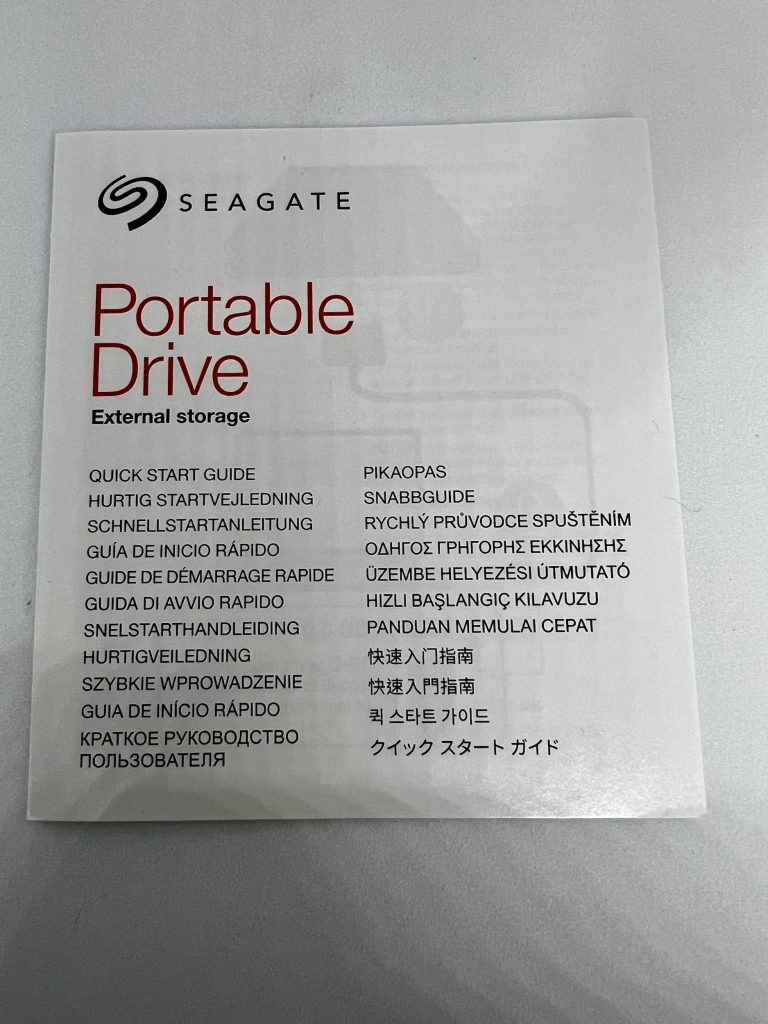 SEAGATE
Portable
Drive
External storage
QUICK START GUIDE
HURTIG STARTVEJLEDNING
SCHNELLSTARTANLEITUNG
GUÍA DE INICIO RÁPIDO
GUIDE DE DÉMARRAGE RAPIDE
GUIDA DI AVVIO RAPIDO
SNELSTARTHANDLEIDING
HURTIGVEILEDNING
SZYBKIE WPROWADZENIE
GUIA DE INÍCIO RÁPIDO
КРАТКОЕ РУКОВОДСТВО
ПОЛЬЗОВАТЕЛЯ
PIKAOPAS
SNABBGUIDE
RYCHLÝ PRŮVODCE SPUŠTĚNÍM
ΟΔΗΓΟΣ ΓΡΗΓΟΡΗΣ ΕΚΚΙΝΗΣΗΣ
ÜZEMBE HELYEZÉSI ÚTMUTATÓ
HIZLI BAŞLANGIÇ KILAVUZU
PANDUAN MEMULAI CEPAT
快速入门指南
快速入門指南
퀵 스타트 가이드
クイック スタート ガイド